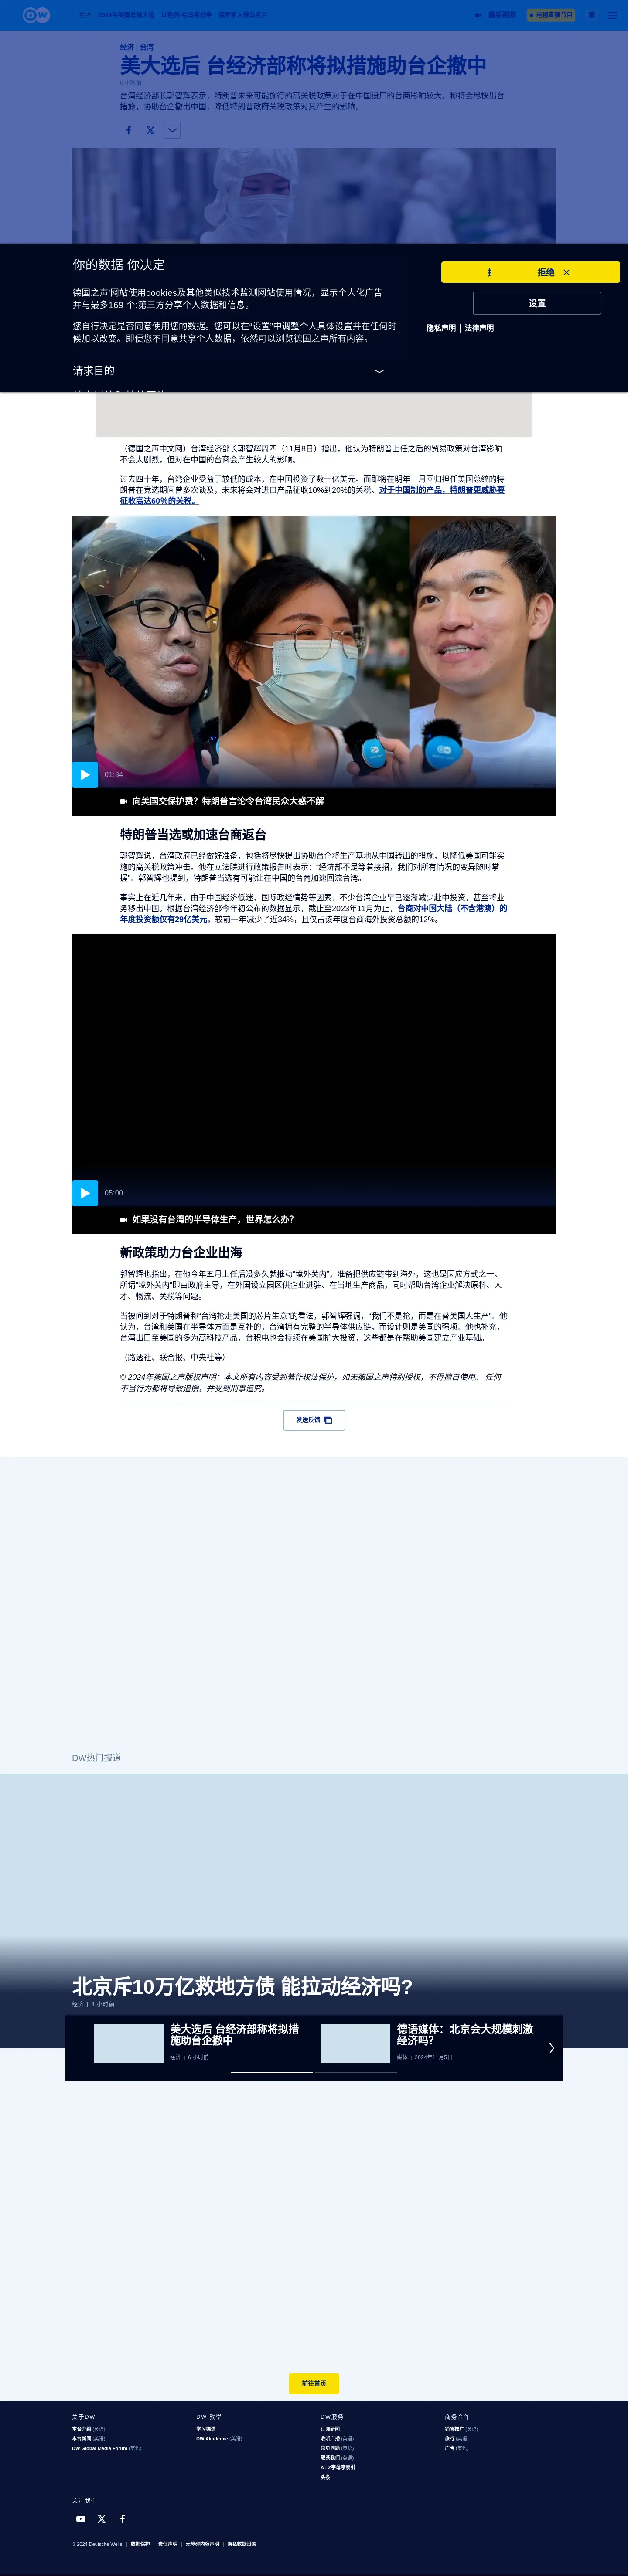 DW
热点 2024年美国总统大选 以色列-哈马斯战争 俄罗斯入侵乌克兰
最新视频
电视直播节目
经济 | 台湾
美大选后 台经济部称将拟措施助台企撤中
6 小时前
台湾经济部长郭智辉表示，特朗普未来可能施行的高关税政策对于在中国设厂的台商影响较大，称将会尽快出台
措施，协助台企撤出中国，降低特朗普政府关税政策对其产生的影响。
你的数据 你决定
德国之声'网站使用cookies及其他类似技术监测网站使用情况，显示个人化广告
并与最多169 个;第三方分享个人数据和信息。
您自行决定是否同意使用您的数据。您可以在“设置”中调整个人具体设置并在任何时
候加以改变。即便您不同意共享个人数据，依然可以浏览德国之声所有内容。
请求目的
拒绝
设置
隐私声明 | 法律声明
（德国之声中文网）台湾经济部长郭智辉周四（11月8日）指出，他认为特朗普上任之后的贸易政策对台湾影响
不会太剧烈，但对在中国的台商会产生较大的影响。
过去四十年，台湾企业受益于较低的成本，在中国投资了数十亿美元。而即将在明年一月回归担任美国总统的特
朗普在竞选期间曾多次谈及，未来将会对进口产品征收10%到20%的关税。对于中国制的产品，特朗普更威胁要
征收高达60％的关税。
01:34
向美国交保护费？特朗普言论令台湾民众大惑不解
特朗普当选或加速台商返台
郭智辉说，台湾政府已经做好准备，包括将尽快提出协助台企将生产基地从中国转出的措施，以降低美国可能实
施的高关税政策冲击。他在立法院进行政策报告时表示：“经济部不是等着接招，我们对所有情况的变异随时掌
握”。郭智辉也提到，特朗普当选有可能让在中国的台商加速回流台湾。
事实上在近几年来，由于中国经济低迷、国际政经情势等因素，不少台湾企业早已逐渐减少赴中投资，甚至将业
务移出中国。根据台湾经济部今年初公布的数据显示，截止至2023年11月为止，台商对中国大陆（不含港澳）的
年度投资额仅有29亿美元，较前一年减少了近34%，且仅占该年度台商海外投资总额的12%。
05:00
如果没有台湾的半导体生产，世界怎么办？
新政策助力台企业出海
郭智辉也指出，在他今年五月上任后没多久就推动“境外关内”，准备把供应链带到海外，这也是因应方式之一。
所谓“境外关内”即由政府主导，在外国设立园区供企业进驻、在当地生产商品，同时帮助台湾企业解决原料、人
才、物流、关税等问题。
当被问到对于特朗普称“台湾抢走美国的芯片生意”的看法，郭智辉强调，“我们不是抢，而是在替美国人生产”。他
认为，台湾和美国在半导体方面是互补的，台湾拥有完整的半导体供应链，而设计则是美国的强项。他也补充，
台湾出口至美国的多为高科技产品，台积电也会持续在美国扩大投资，这些都是在帮助美国建立产业基础。
（路透社、联合报、中央社等）
© 2024年德国之声版权声明：本文所有内容受到著作权法保护，如无德国之声特别授权，不得擅自使用。 任何
不当行为都将导致追偿，并受到刑事追究。
发送反馈
DW热门报道
北京斥10万亿救地方债 能拉动经济吗?
经济 | 4 小时前
美大选后 台经济部称将拟措
施助台企撤中
经济 | 6 小时前
德语媒体：北京会大规模刺激
经济吗？
媒体 | 2024年11月5日
前往首页
关于DW
本台介绍 (英语)
本台新闻 (英语)
DW Global Media Forum (英语)
DW 教学
学习德语
DW Akademie (英语)
DW服务
订阅新闻
收听广播 (英语)
常见问题 (英语)
联系我们 (英语)
A - Z字母序索引
头条
商务合作
销售推广 (英语)
旅行 (英语)
广告 (英语)
关注我们
© 2024 Deutsche Welle | 数据保护 | 责任声明 | 无障碍内容声明 | 隐私数据设置